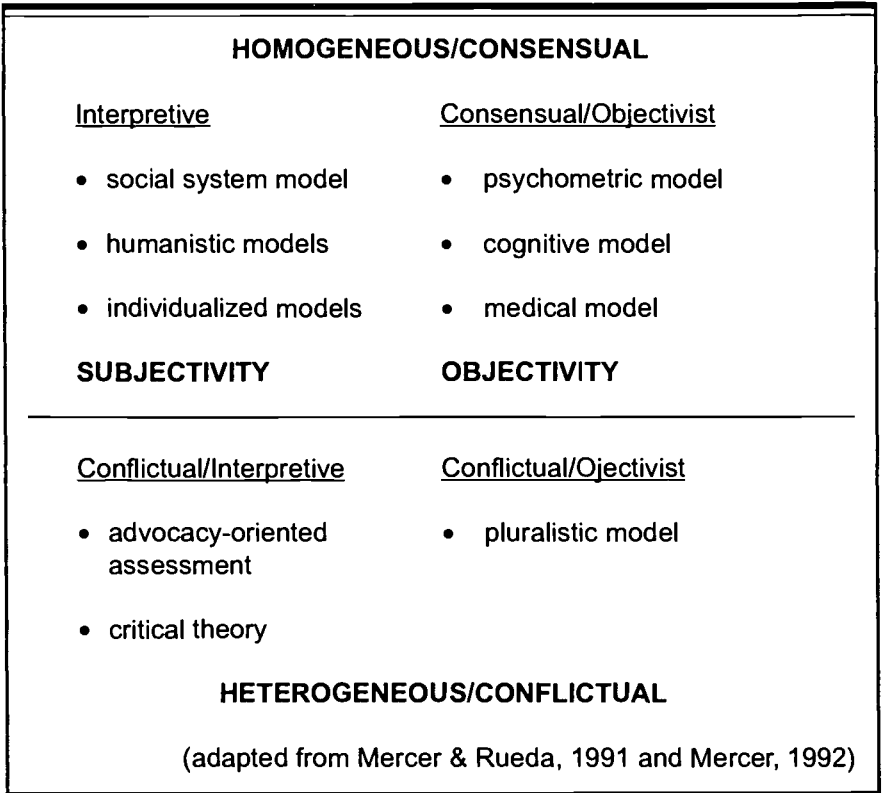 HOMOGENEOUS/CONSENSUAL
Interpretive Consensual/Objectivist
• social system model • psychometric model
• humanistic models • cognitive model
• individualized models • medical model
SUBJECTIVITY OBJECTIVITY
Conflictual/Interpretive Conflictual/Ojectivist
• advocacy-oriented • pluralistic model
assessment
• critical theory
HETEROGENEOUS/CONFLICTUAL
(adapted from Mercer & Rueda, 1991 and Mercer, 1992)